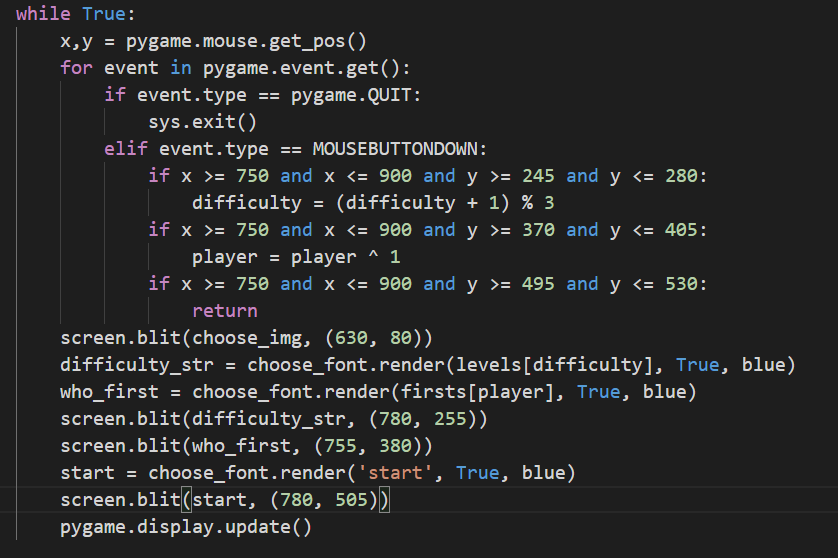 while True:
    x,y = pygame.mouse.get_pos()
    for event in pygame.event.get():
        if event.type == pygame.QUIT:
            sys.exit()
        elif event.type == MOUSEBUTTONDOWN:
            if x >= 750 and x <= 900 and y >= 245 and y <= 280:
                difficulty = (difficulty + 1) % 3
            if x >= 750 and x <= 900 and y >= 370 and y <= 405:
                player = player ^ 1
            if x >= 750 and x <= 900 and y >= 495 and y <= 530:
                return
    screen.blit(choose_img, (630, 80))
    difficulty_str = choose_font.render(levels[difficulty], True, blue)
    who_first = choose_font.render(firsts[player], True, blue)
    screen.blit(difficulty_str, (780, 255))
    screen.blit(who_first, (755, 380))
    start = choose_font.render('start', True, blue)
    screen.blit(start, (780, 505))
    pygame.display.update()